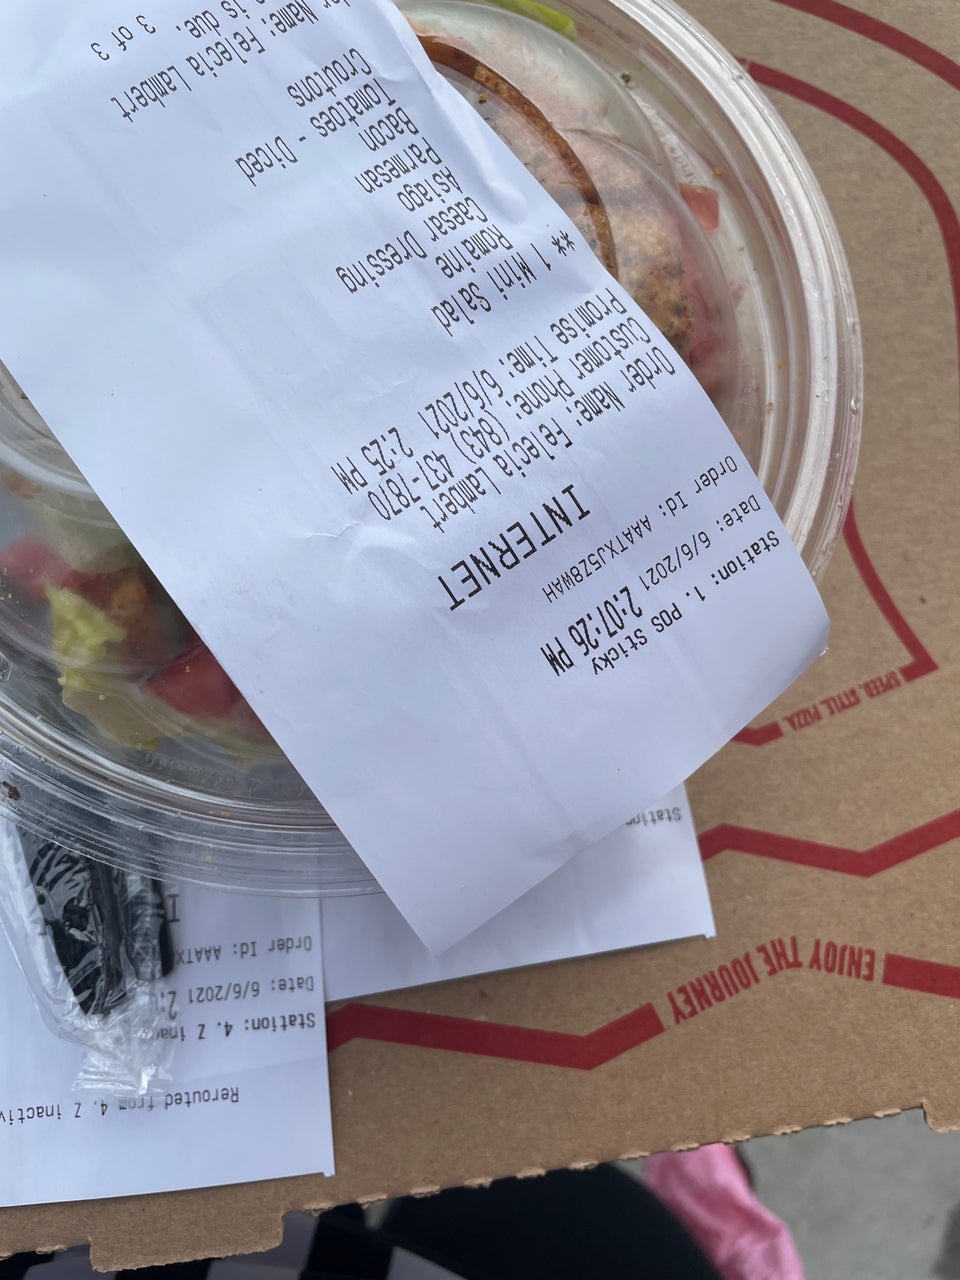 Station: 1. POS Sticky
Date: 6/6/2021 2:07:26 PM
Order Id: AAATXJ5Z8WAH
INTERNET
Order Name: Felecia Lambert
Customer Phone: (843) 437-7870
Promise Time: 6/6/2021 2:25 PM
** 1 Mini Salad
Romaine
Caesar Dressing
Asiago
Parmesan
Bacon
Tomatoes - Diced
Croutons
Name: Felecia Lambert
is due.
3 of 3
Rerouted from 4. Z
Station: 4. Z
Date: 6/6/2021
Order Id: AAATX
SPEED. STYLE. PIZZA.
ENJOY THE JOURNEY